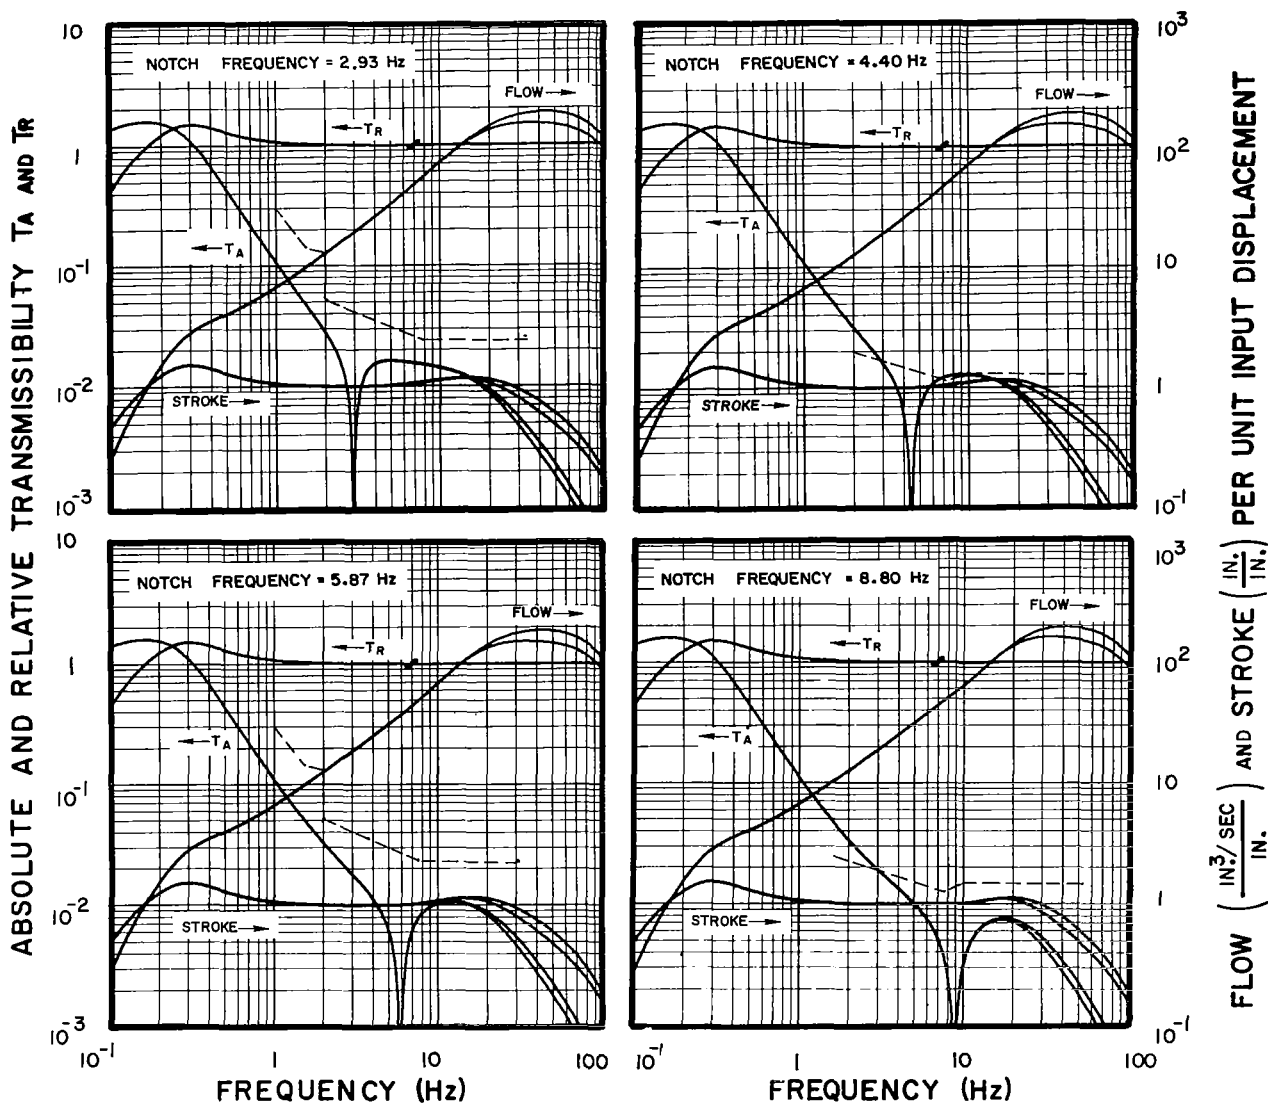 ABSOLUTE AND RELATIVE TRANSMISSIBILITY TA AND TR
10
1
10⁻¹
10⁻²
10⁻³
NOTCH FREQUENCY = 2.93 Hz
FLOW →
← TR
← TA
STROKE →
NOTCH FREQUENCY = 4.40 Hz
FLOW →
← TR
← TA
STROKE →
10³
10²
10
1
10⁻¹
10
1
10⁻¹
10⁻²
10⁻³
NOTCH FREQUENCY = 5.87 Hz
FLOW →
← TR
← TA
STROKE →
NOTCH FREQUENCY = 8.80 Hz
FLOW →
← TR
← TA
STROKE →
10³
10²
10
1
10⁻¹
10⁻¹ 1 10 100
10⁻¹ 1 10 100
FREQUENCY (Hz)
FREQUENCY (Hz)
FLOW (IN.³/SEC / IN.) AND STROKE (IN. / IN.) PER UNIT INPUT DISPLACEMENT